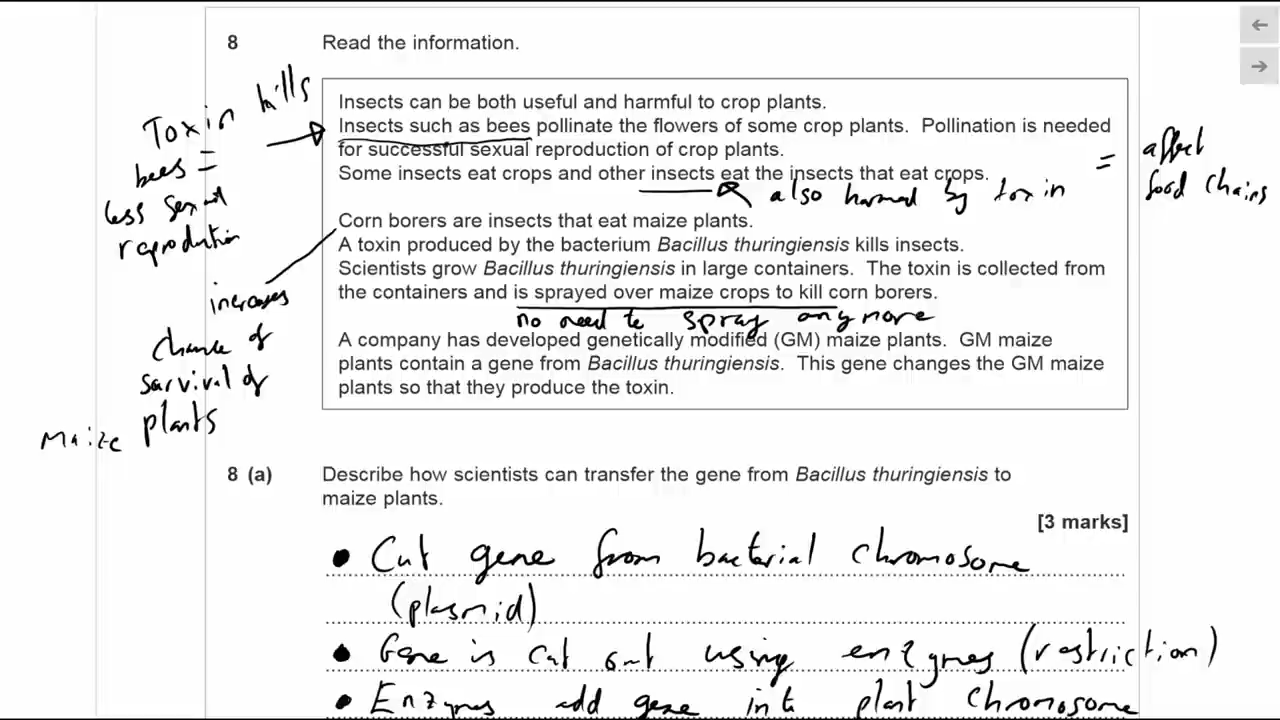 8 Read the information.
Insects can be both useful and harmful to crop plants.
Insects such as bees pollinate the flowers of some crop plants. Pollination is needed
for successful sexual reproduction of crop plants.
Some insects eat crops and other insects eat the insects that eat crops.
Corn borers are insects that eat maize plants.
A toxin produced by the bacterium Bacillus thuringiensis kills insects.
Scientists grow Bacillus thuringiensis in large containers. The toxin is collected from
the containers and is sprayed over maize crops to kill corn borers.
A company has developed genetically modified (GM) maize plants. GM maize
plants contain a gene from Bacillus thuringiensis. This gene changes the GM maize
plants so that they produce the toxin.
Toxin kills
bees =
less sexual
reproduction
also harmed by toxin
= affect
food chains
increases
chance of
survival of
maize plants
no need to spray anymore
8 (a) Describe how scientists can transfer the gene from Bacillus thuringiensis to
maize plants.
[3 marks]
• Cut gene from bacterial chromosome
(plasmid)
• Gene is cut out using enzymes (restriction)
• Enzymes add gene into plant chromosome